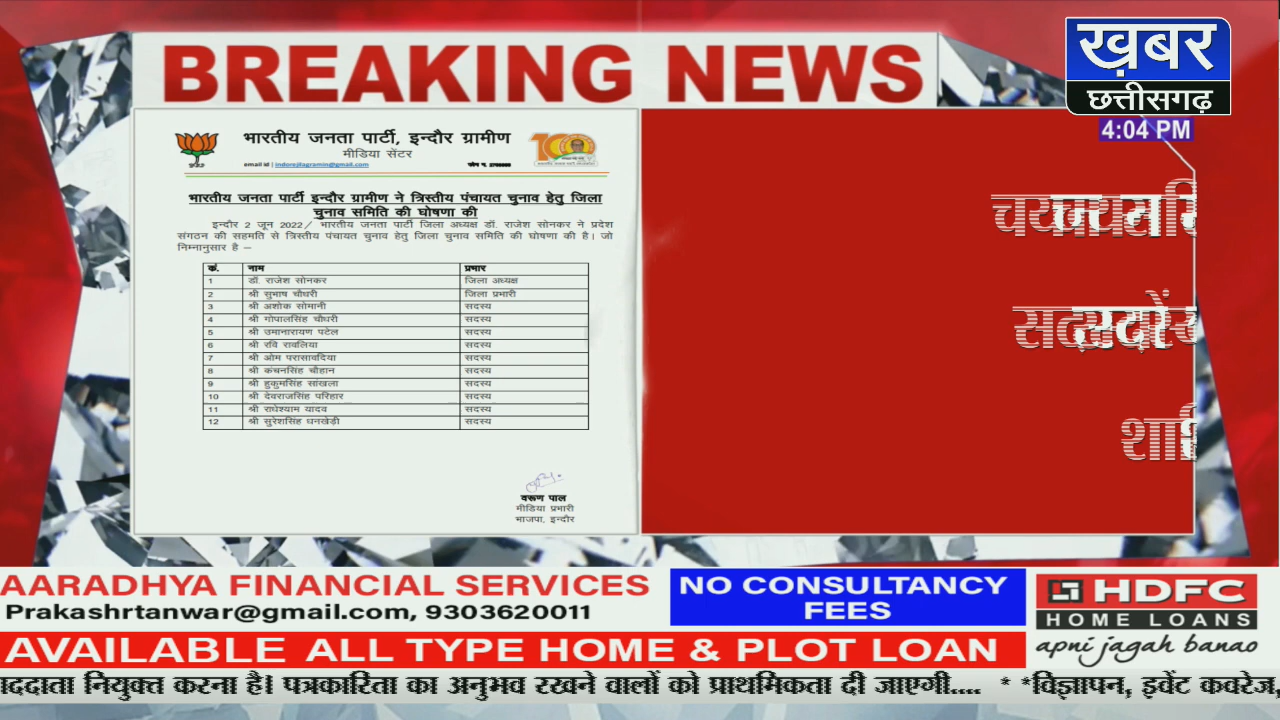 BREAKING NEWS
ख़बर
छत्तीसगढ़
4:04 PM
भारतीय जनता पार्टी, इन्दौर ग्रामीण
मीडिया सेंटर
email id | indorejilagramin@gmail.com
भारतीय जनता पार्टी इन्दौर ग्रामीण ने त्रिस्तीय पंचायत चुनाव हेतु जिला
चुनाव समिति की घोषणा की
इन्दौर 2 जून 2022/ भारतीय जनता पार्टी जिला अध्यक्ष डॉ. राजेश सोनकर ने प्रदेश
संगठन की सहमति से त्रिस्तीय पंचायत चुनाव हेतु जिला चुनाव समिति की घोषणा की है। जो
निम्नानुसार है –
कं. नाम प्रभार
1 डॉ. राजेश सोनकर जिला अध्यक्ष
2 श्री सुभाष चौधरी जिला प्रभारी
3 श्री अशोक सोमानी सदस्य
4 श्री गोपालसिंह चौधरी सदस्य
5 श्री उमानारायण पटेल सदस्य
6 श्री रवि रावलिया सदस्य
7 श्री ओम परासावदिया सदस्य
8 श्री कंचनसिंह चौहान सदस्य
9 श्री हुकुमसिंह सांखला सदस्य
10 श्री देवराजसिंह परिहार सदस्य
11 श्री राधेश्याम यादव सदस्य
12 श्री सुरेशसिंह धनखेड़ी सदस्य
वरूण पाल
मीडिया प्रभारी
भाजपा, इन्दौर
AARADHYA FINANCIAL SERVICES
Prakashrtanwar@gmail.com, 9303620011
NO CONSULTANCY
FEES
HDFC
HOME LOANS
apni jagah banao
AVAILABLE ALL TYPE HOME & PLOT LOAN
ाददाता नियुक्त करना है। पत्रकारिता का अनुभव रखने वालों को प्राथमिकता दी जाएगी.... * *विज्ञापन, इवेंट कवरेज,